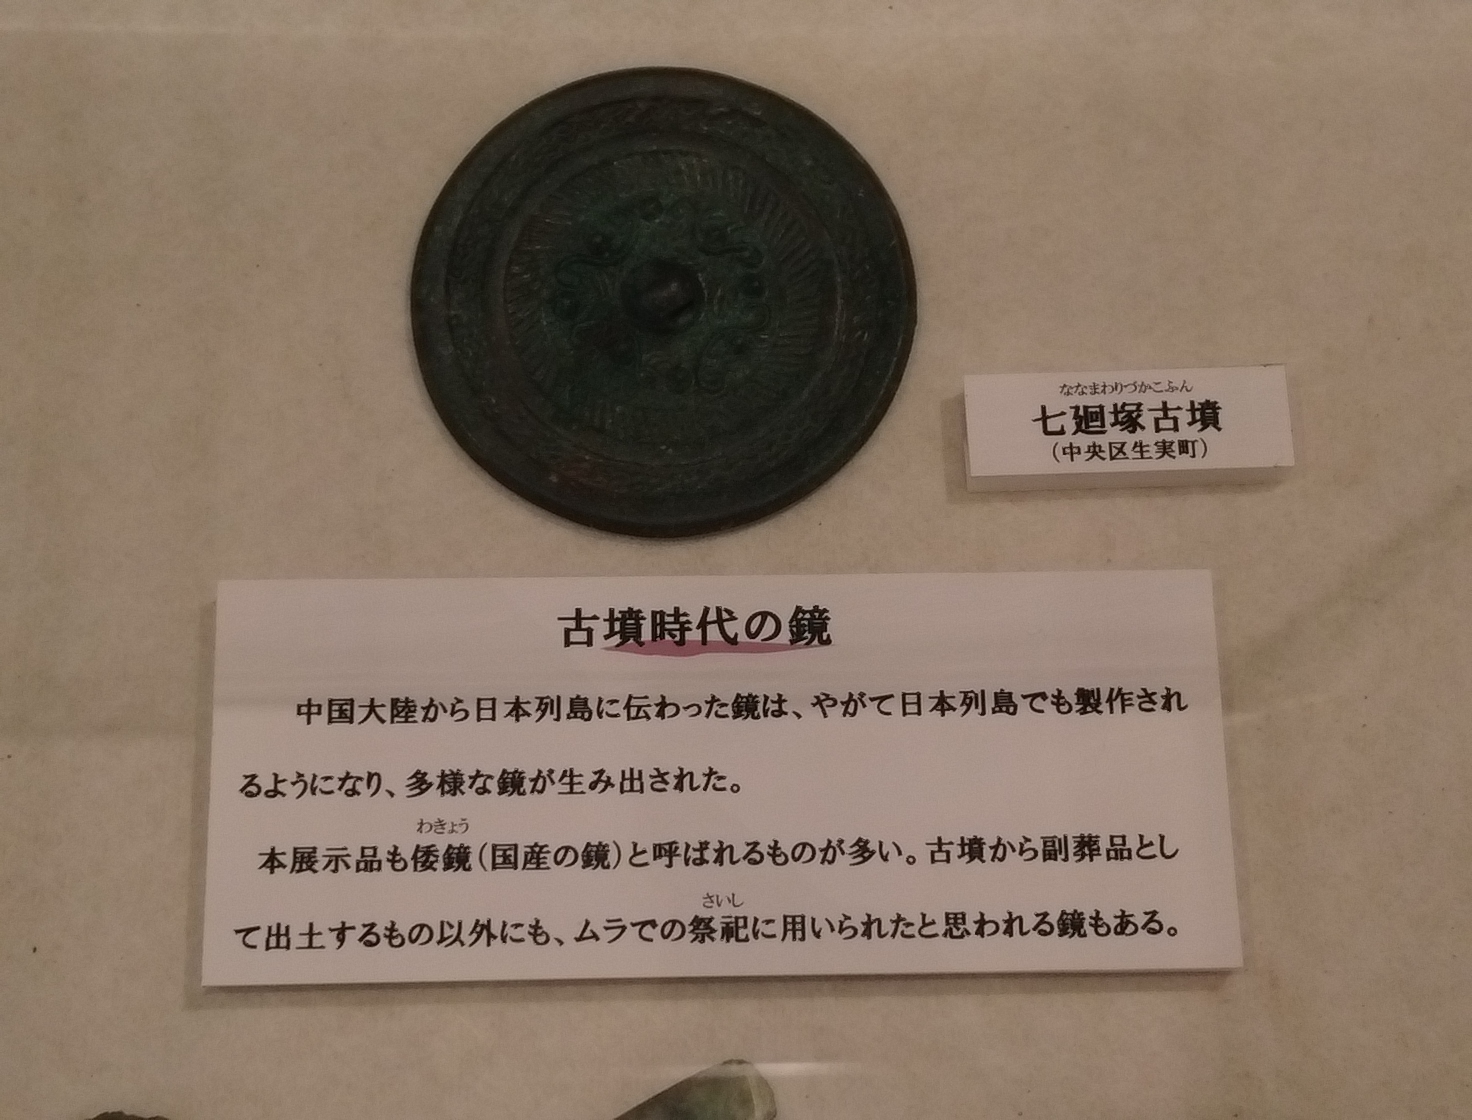 ななまわりづかこふん
七廻塚古墳
（中央区生実町）
古墳時代の鏡
中国大陸から日本列島に伝わった鏡は、やがて日本列島でも製作され
るようになり、多様な鏡が生み出された。
わきょう
本展示品も倭鏡（国産の鏡）と呼ばれるものが多い。古墳から副葬品とし
さいし
て出土するもの以外にも、ムラでの祭祀に用いられたと思われる鏡もある。